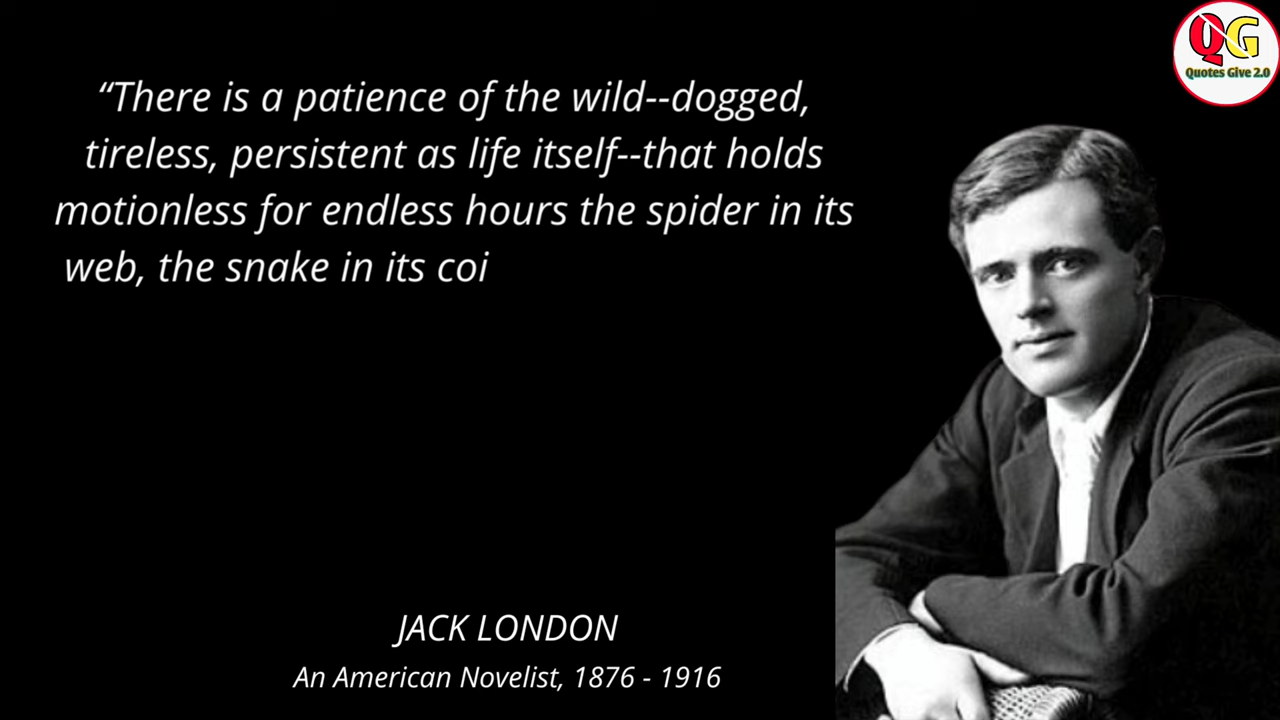 QG
Quotes Give 2.0
“There is a patience of the wild--dogged,
tireless, persistent as life itself--that holds
motionless for endless hours the spider in its
web, the snake in its coi
JACK LONDON
An American Novelist, 1876 - 1916